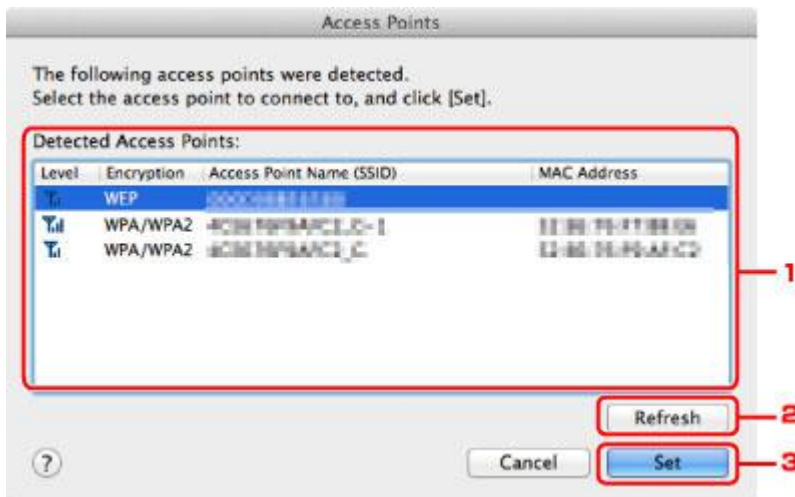 Access Points
The following access points were detected.
Select the access point to connect to, and click [Set].
Detected Access Points:
Level Encryption Access Point Name (SSID) MAC Address
WEP
WPA/WPA2
WPA/WPA2
1
Refresh 2
? Cancel Set 3